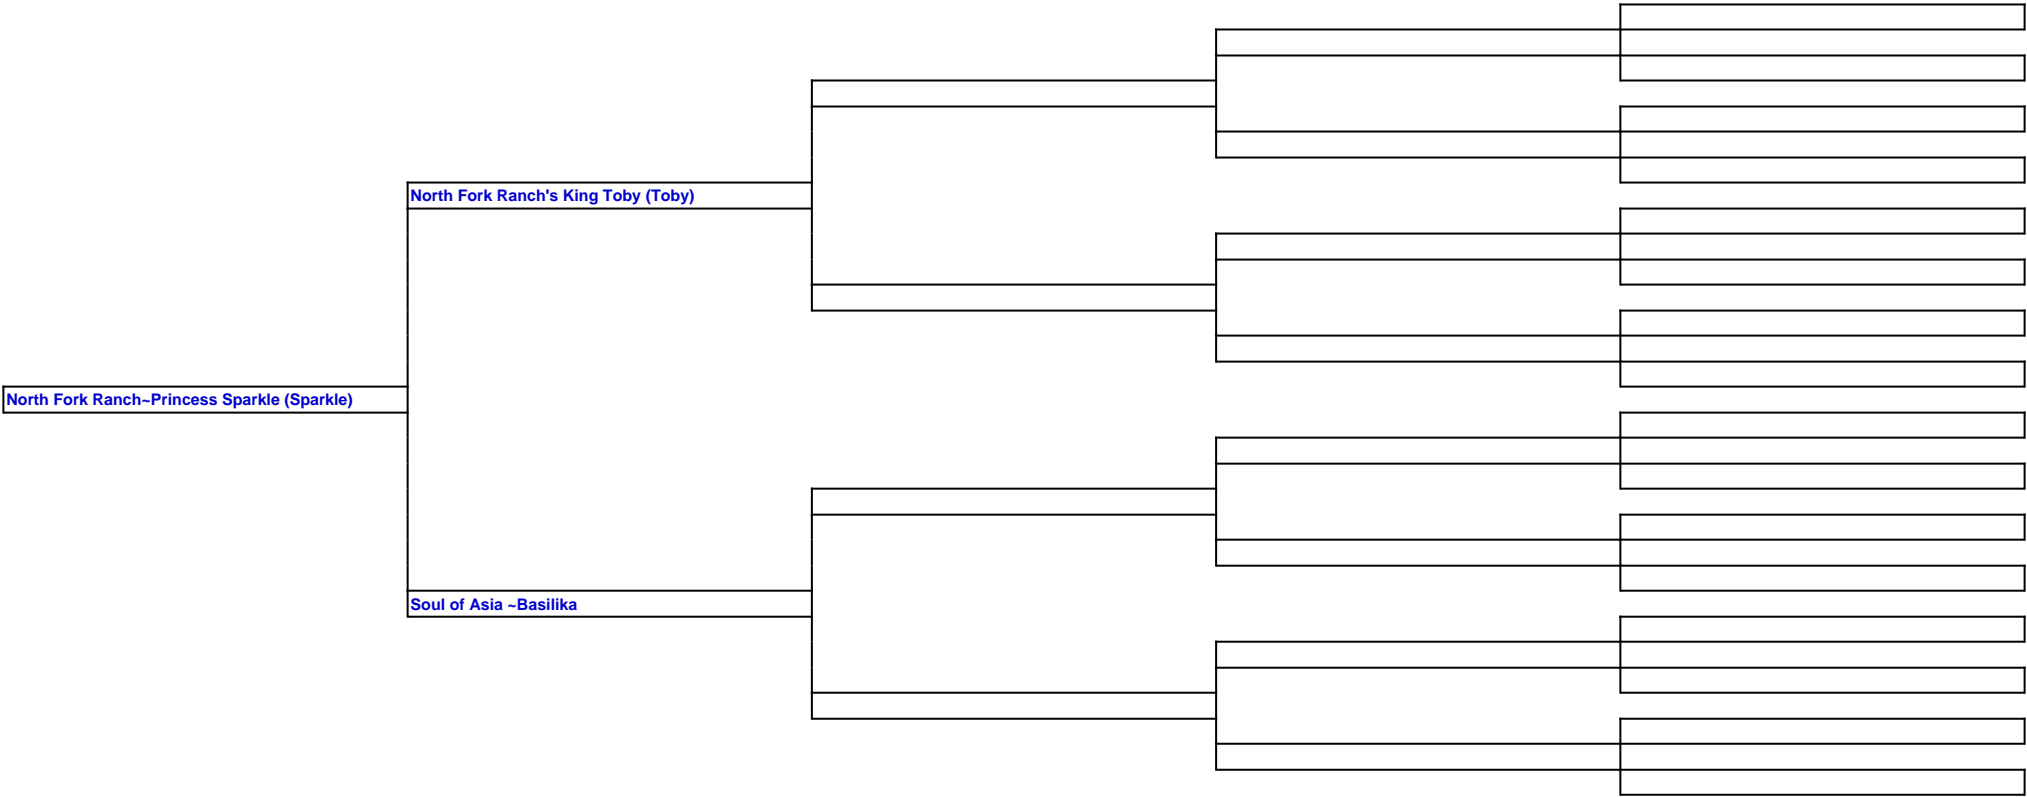 North Fork Ranch's King Toby (Toby)
North Fork Ranch~Princess Sparkle (Sparkle)
Soul of Asia ~Basilika